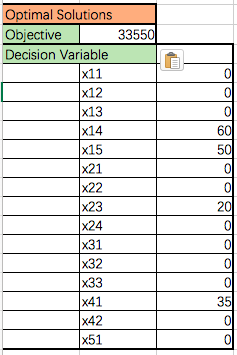 Optimal Solutions
Objective 33550
Decision Variable
x11 0
x12 0
x13 0
x14 60
x15 50
x21 0
x22 0
x23 20
x24 0
x31 0
x32 0
x33 0
x41 35
x42 0
x51 0